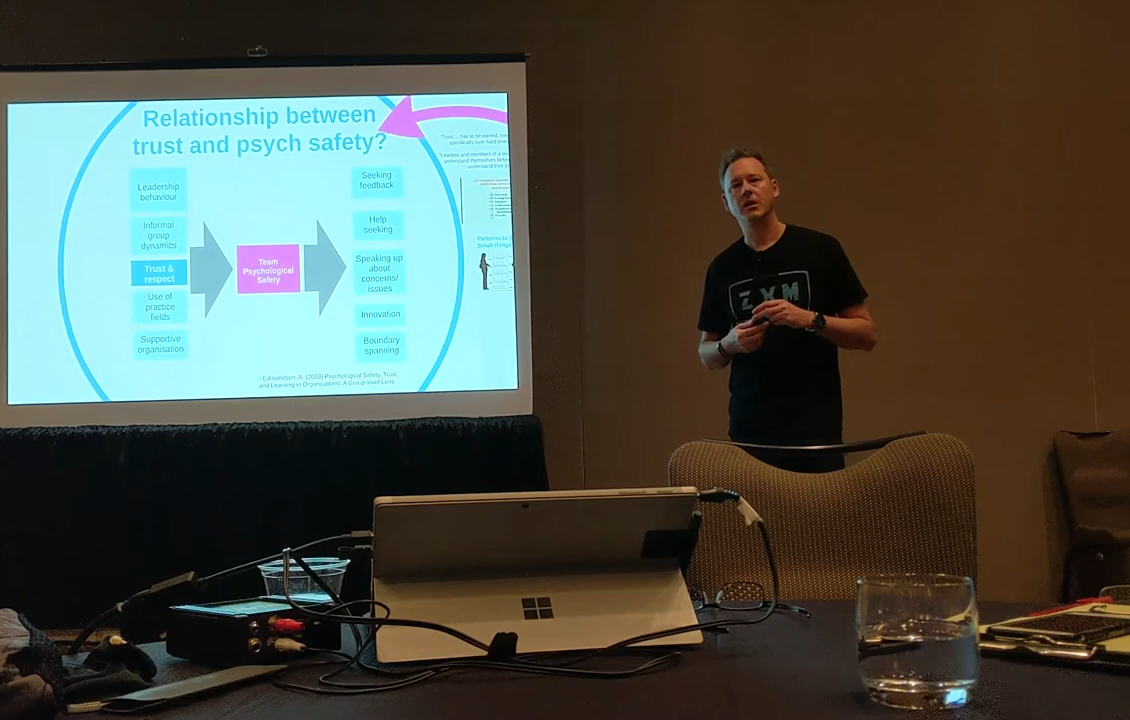 Relationship between
trust and psych safety?
Leadership
behaviour
Informal
group
dynamics
Trust &
respect
Use of
practice
fields
Supportive
organisation
Team
Psychological
Safety
Seeking
feedback
Help
seeking
Speaking up
about
concerns/
issues
Innovation
Boundary
spanning
- Edmondson, A. (2003) Psychological Safety, Trust,
and Learning in Organizations: A Group-level Lens
"Trust ... has to be earned,
specifically over hard
"Leaders and members of a
understand themselves
understand their
Patterns
Small things
ZXM